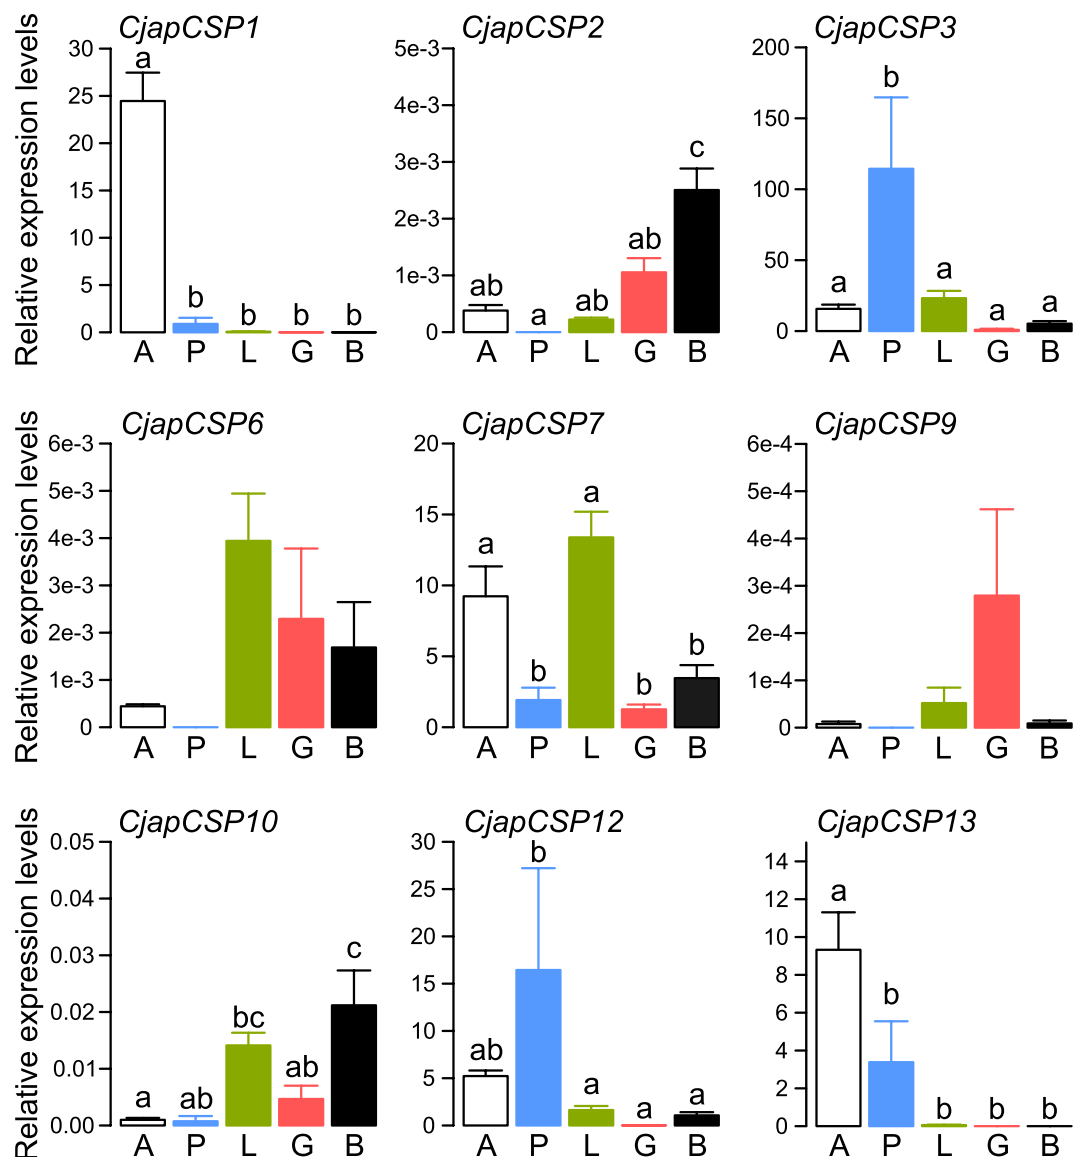 CjapCSP1
CjapCSP2
CjapCSP3
Relative expression levels
30
25
20
15
10
5
0
a
b
b
b
b
A P L G B
5e-3
4e-3
3e-3
2e-3
1e-3
0
ab
a
ab
ab
c
A P L G B
200
150
100
50
0
a
b
a
a
a
A P L G B
CjapCSP6
CjapCSP7
CjapCSP9
Relative expression levels
6e-3
5e-3
4e-3
3e-3
2e-3
1e-3
0
A P L G B
20
15
10
5
0
a
b
a
b
b
A P L G B
6e-4
5e-4
4e-4
3e-4
2e-4
1e-4
0
A P L G B
CjapCSP10
CjapCSP12
CjapCSP13
Relative expression levels
0.05
0.04
0.03
0.02
0.01
0.00
a
ab
bc
ab
c
A P L G B
30
25
20
15
10
5
0
ab
b
a
a
a
A P L G B
14
12
10
8
6
4
2
0
a
b
b
b
b
A P L G B